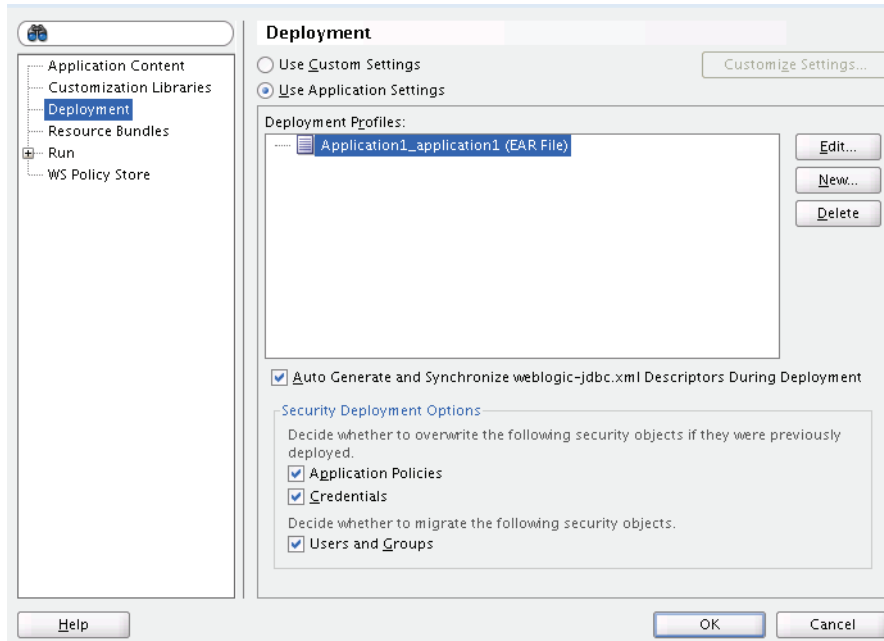 Deployment
Application Content
Customization Libraries
Deployment
Resource Bundles
Run
WS Policy Store
Use Custom Settings
Customize Settings...
Use Application Settings
Deployment Profiles:
Application1_application1 (EAR File)
Edit...
New...
Delete
Auto Generate and Synchronize weblogic-jdbc.xml Descriptors During Deployment
Security Deployment Options
Decide whether to overwrite the following security objects if they were previously
deployed.
Application Policies
Credentials
Decide whether to migrate the following security objects.
Users and Groups
Help
OK
Cancel